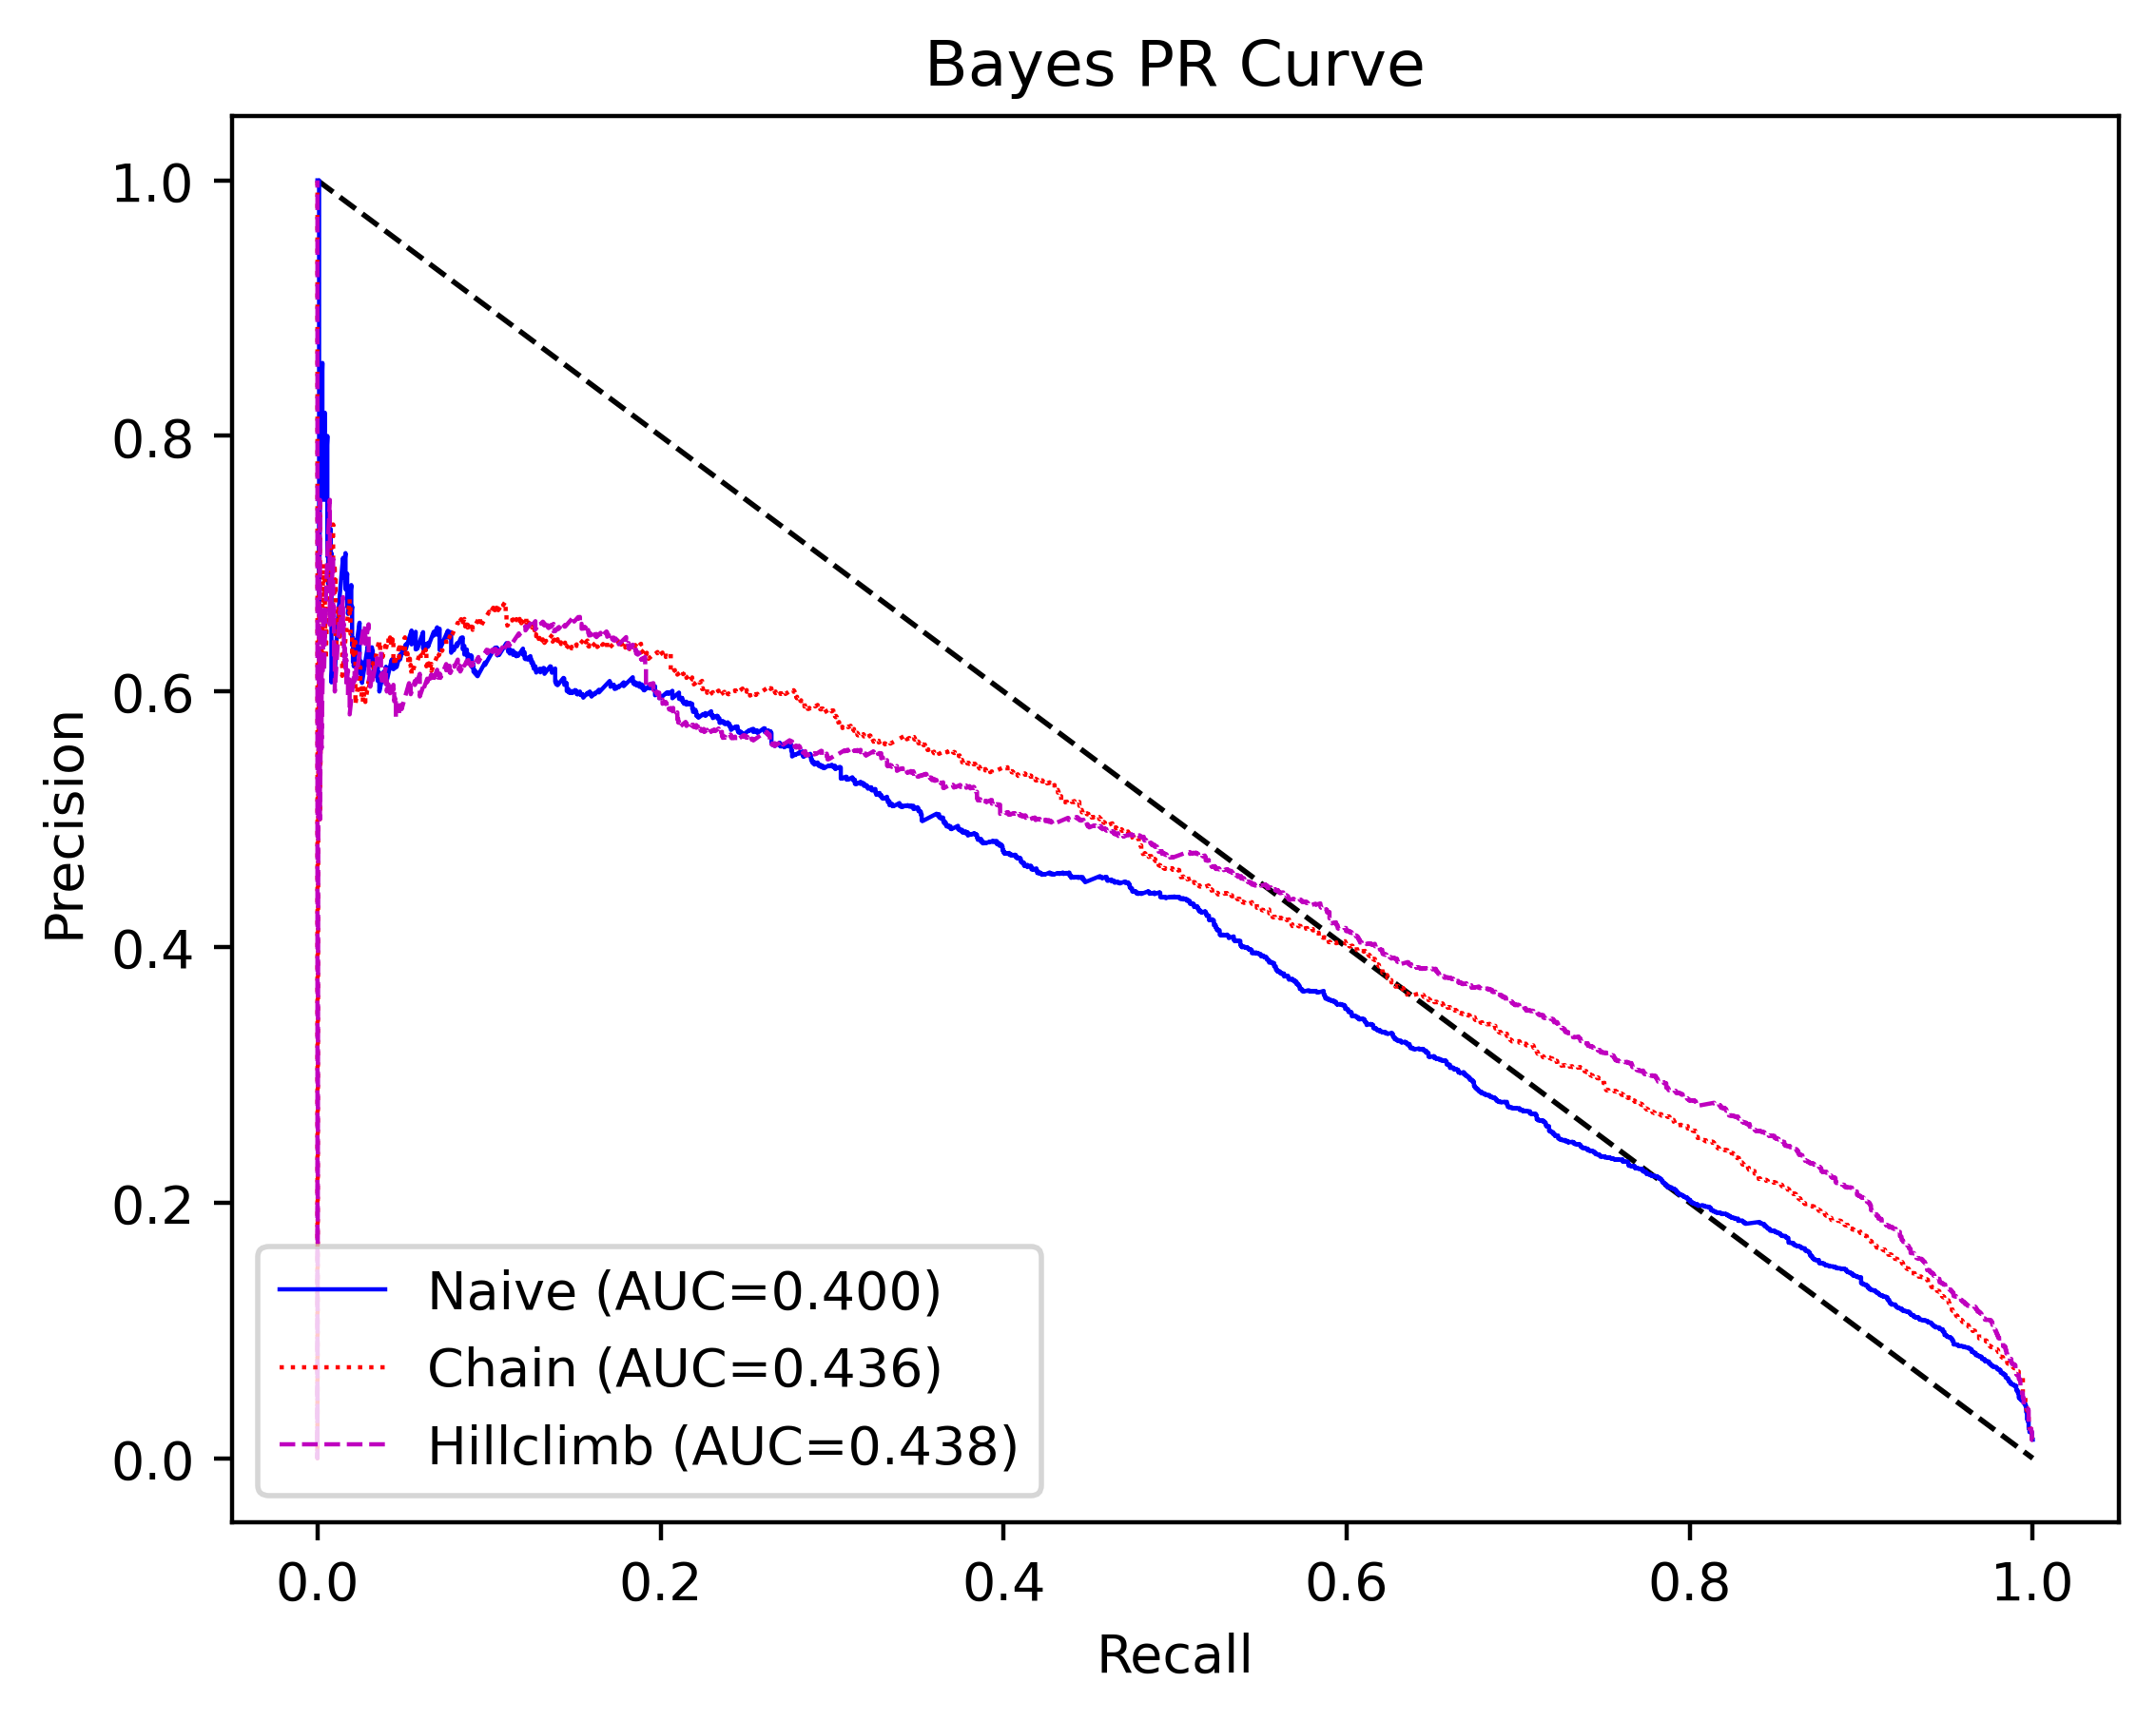 Bayes PR Curve
Precision
1.0
0.8
0.6
0.4
0.2
0.0
Naive (AUC=0.400)
Chain (AUC=0.436)
Hillclimb (AUC=0.438)
0.0 0.2 0.4 0.6 0.8 1.0
Recall